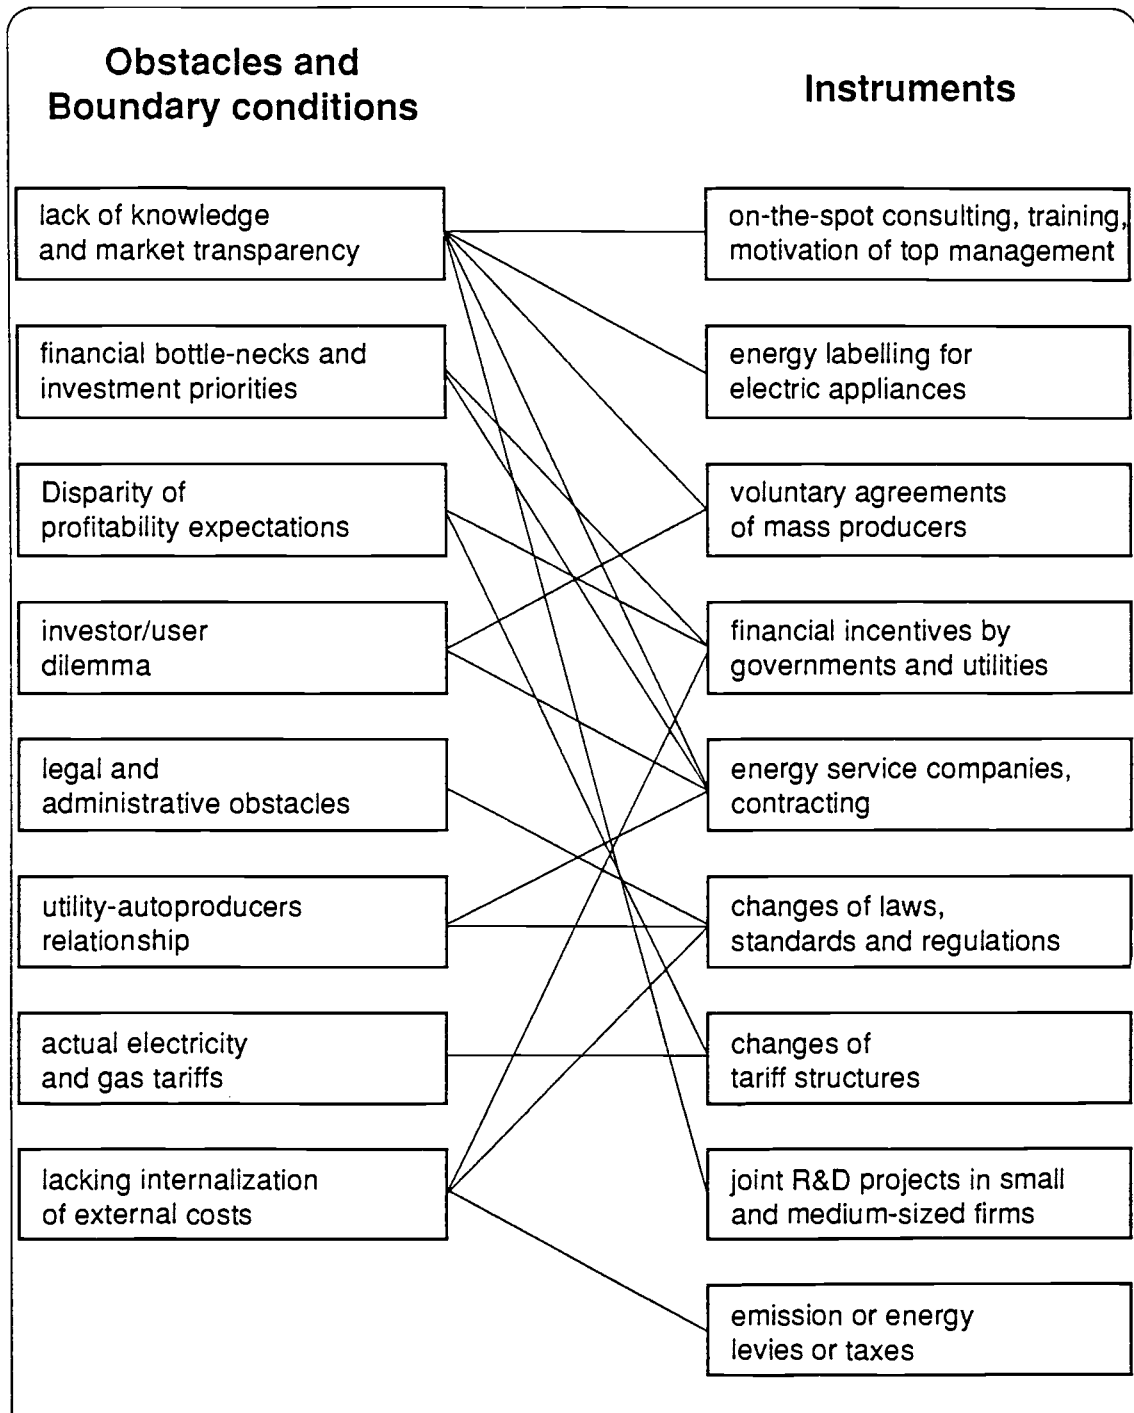 Obstacles and
Boundary conditions
Instruments
lack of knowledge
and market transparency
financial bottle-necks and
investment priorities
Disparity of
profitability expectations
investor/user
dilemma
legal and
administrative obstacles
utility-autoproducers
relationship
actual electricity
and gas tariffs
lacking internalization
of external costs
on-the-spot consulting, training,
motivation of top management
energy labelling for
electric appliances
voluntary agreements
of mass producers
financial incentives by
governments and utilities
energy service companies,
contracting
changes of laws,
standards and regulations
changes of
tariff structures
joint R&D projects in small
and medium-sized firms
emission or energy
levies or taxes